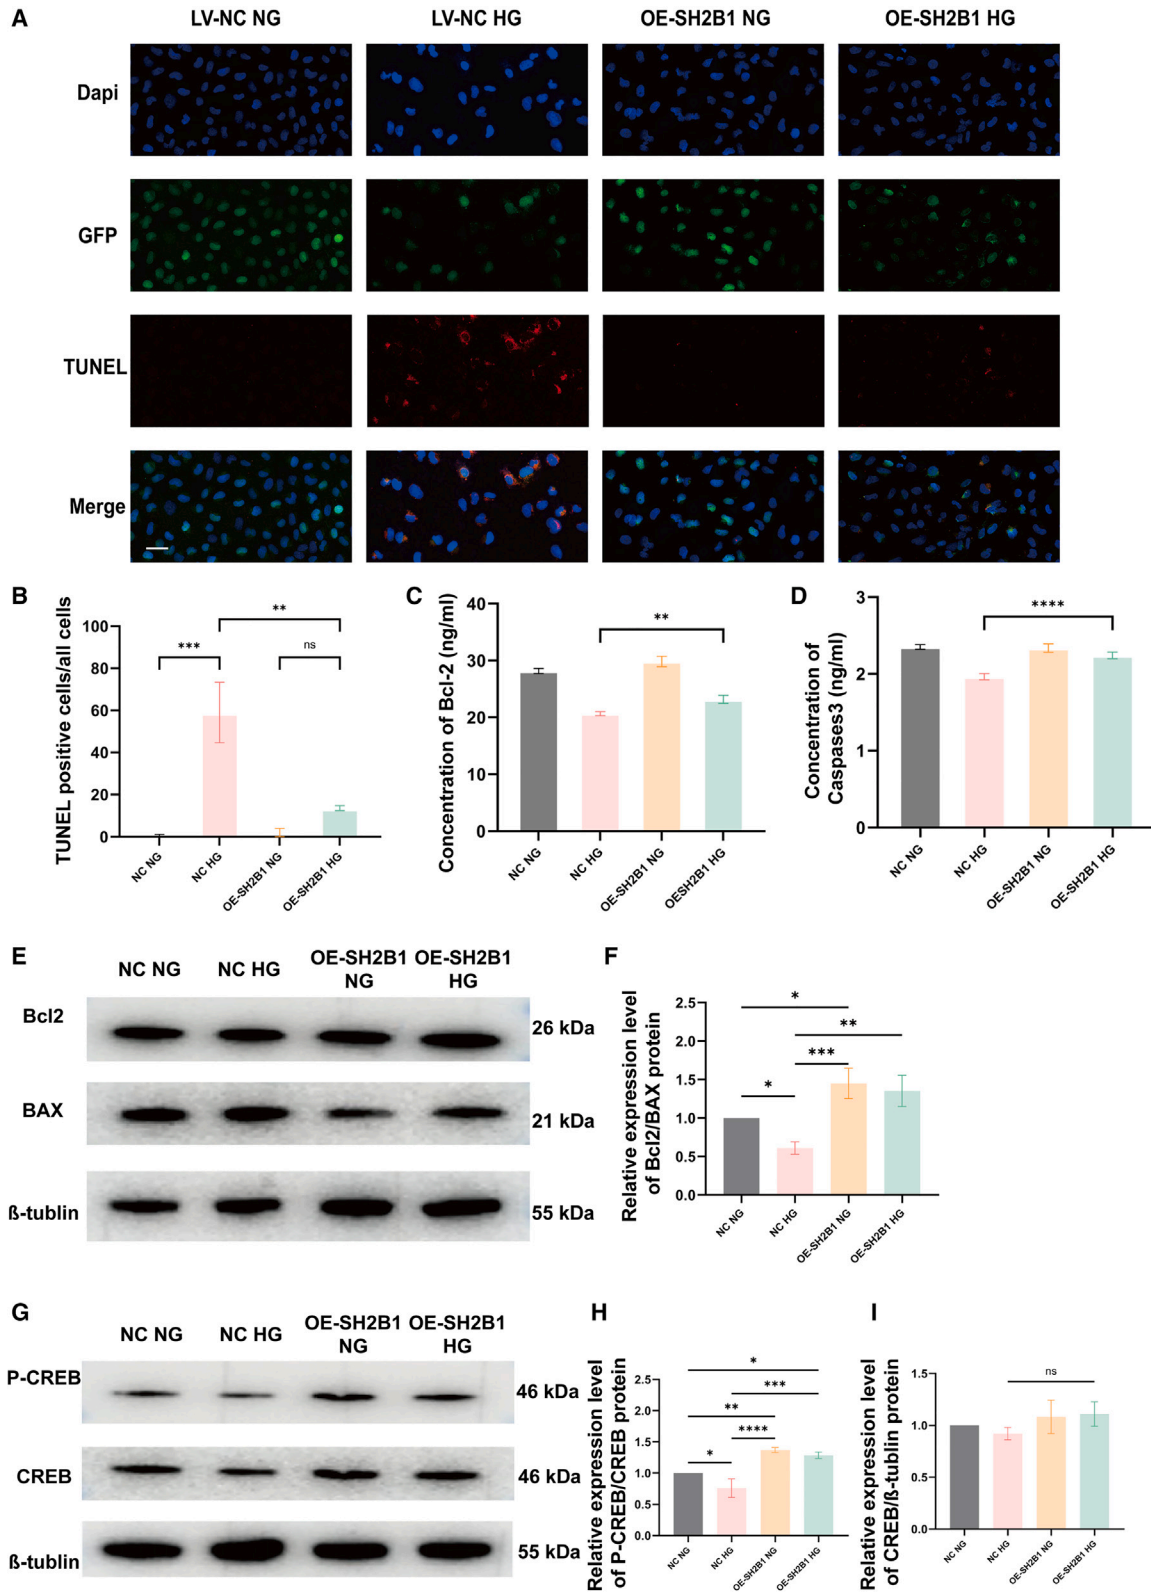 A
LV-NC NG
LV-NC HG
OE-SH2B1 NG
OE-SH2B1 HG
Dapi
GFP
TUNEL
Merge
B
TUNEL positive cells/all cells
100
80
60
40
20
0
***
**
ns
NC NG
NC HG
OE-SH2B1 NG
OE-SH2B1 HG
C
Concentration of Bcl-2 (ng/ml)
40
30
20
10
0
**
NC NG
NC HG
OE-SH2B1 NG
OESH2B1 HG
D
Concentration of
Caspases3 (ng/ml)
3
2
1
0
****
NC NG
NC HG
OE-SH2B1 NG
OE-SH2B1 HG
E
NC NG
NC HG
OE-SH2B1
NG
OE-SH2B1
HG
Bcl2
26 kDa
BAX
21 kDa
ß-tublin
55 kDa
F
Relative expression level
of Bcl2/BAX protein
2.5
2.0
1.5
1.0
0.5
0.0
*
**
***
*
NC NG
NC HG
OE-SH2B1 NG
OE-SH2B1 HG
G
NC NG
NC HG
OE-SH2B1
NG
OE-SH2B1
HG
P-CREB
46 kDa
CREB
46 kDa
ß-tublin
55 kDa
H
Relative expression level
of P-CREB/CREB protein
2.5
2.0
1.5
1.0
0.5
0.0
*
***
**
****
*
NC NG
NC HG
OE-SH2B1 NG
OE-SH2B1 HG
I
Relative expression level
of CREB/ß-tublin protein
1.5
1.0
0.5
0.0
ns
NC NG
NC HG
OE-SH2B1 NG
OE-SH2B1 HG